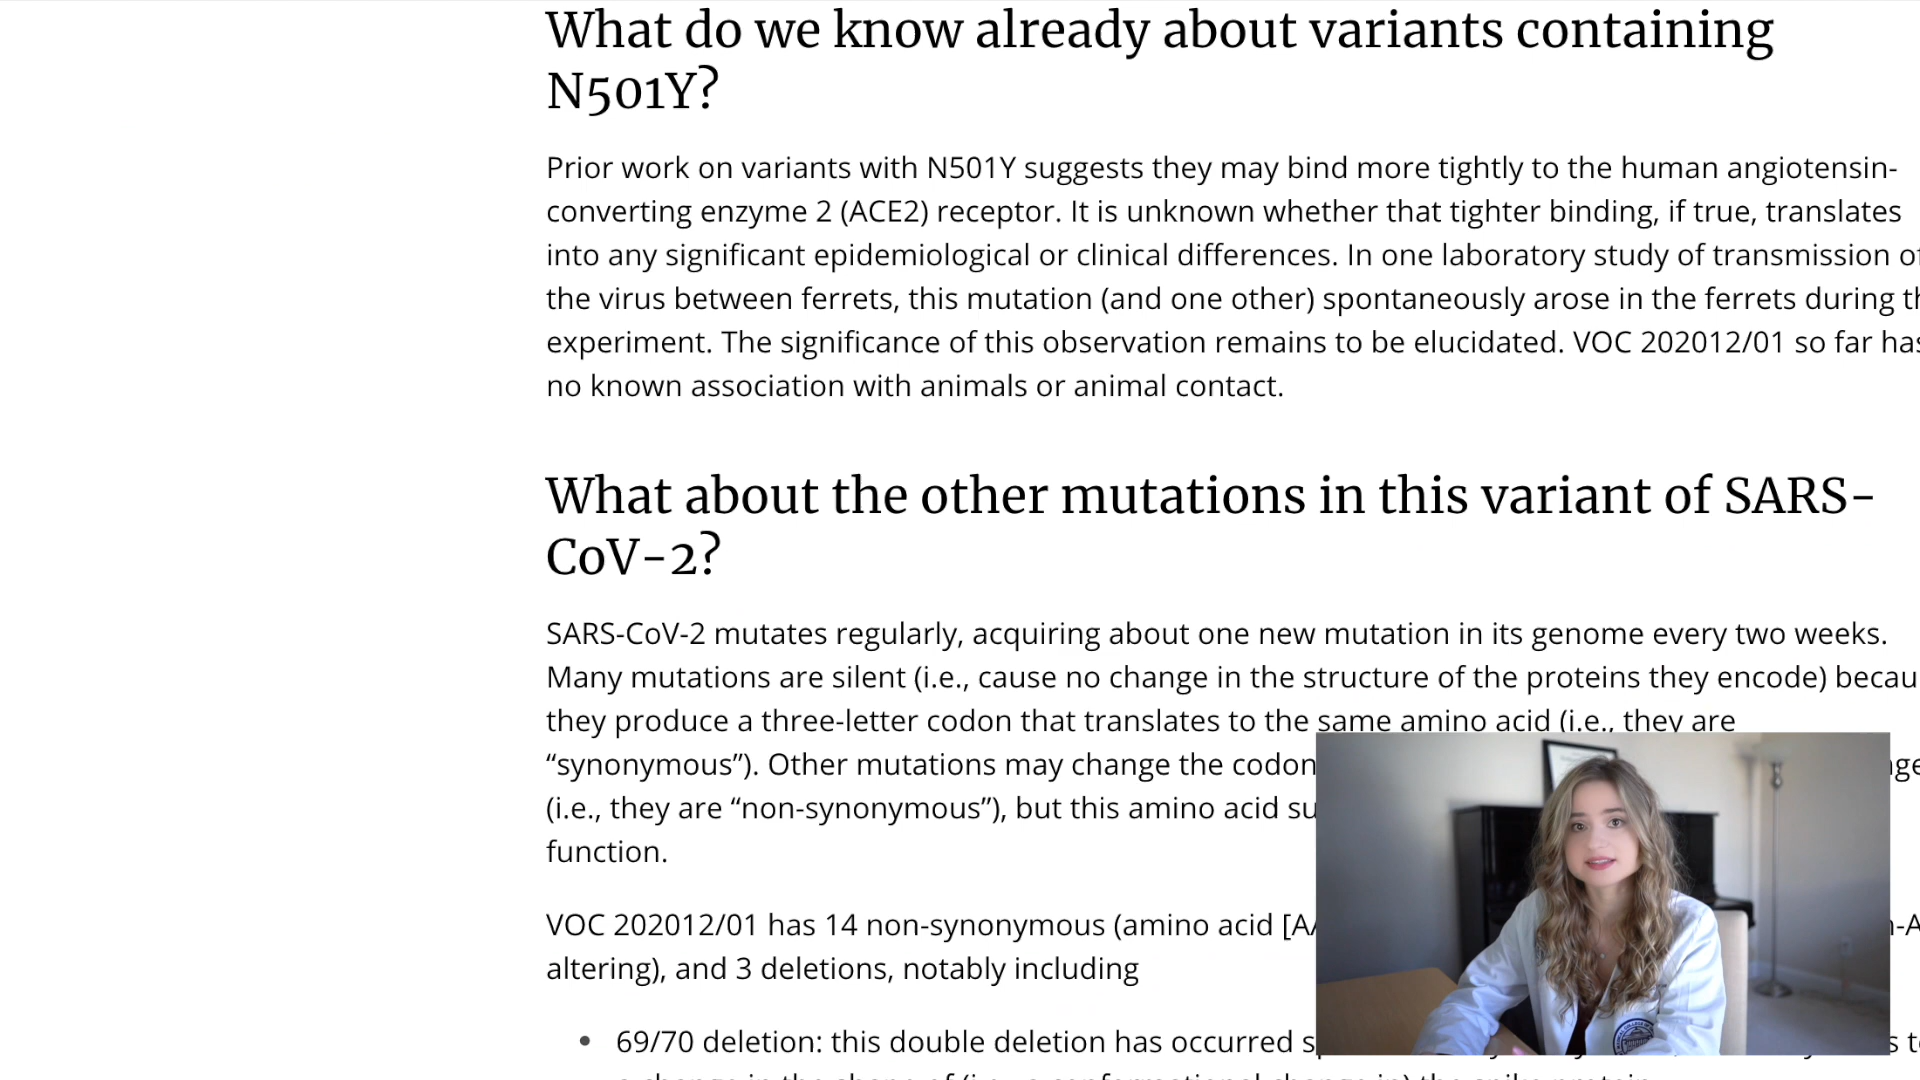 What do we know already about variants containing
N501Y?
Prior work on variants with N501Y suggests they may bind more tightly to the human angiotensin-
converting enzyme 2 (ACE2) receptor. It is unknown whether that tighter binding, if true, translates
into any significant epidemiological or clinical differences. In one laboratory study of transmission of
the virus between ferrets, this mutation (and one other) spontaneously arose in the ferrets during th
experiment. The significance of this observation remains to be elucidated. VOC 202012/01 so far has
no known association with animals or animal contact.
What about the other mutations in this variant of SARS-
CoV-2?
SARS-CoV-2 mutates regularly, acquiring about one new mutation in its genome every two weeks.
Many mutations are silent (i.e., cause no change in the structure of the proteins they encode) becau
they produce a three-letter codon that translates to the same amino acid (i.e., they are
“synonymous”). Other mutations may change the codon
(i.e., they are “non-synonymous”), but this amino acid su
function.
VOC 202012/01 has 14 non-synonymous (amino acid [A
altering), and 3 deletions, notably including
• 69/70 deletion: this double deletion has occurred